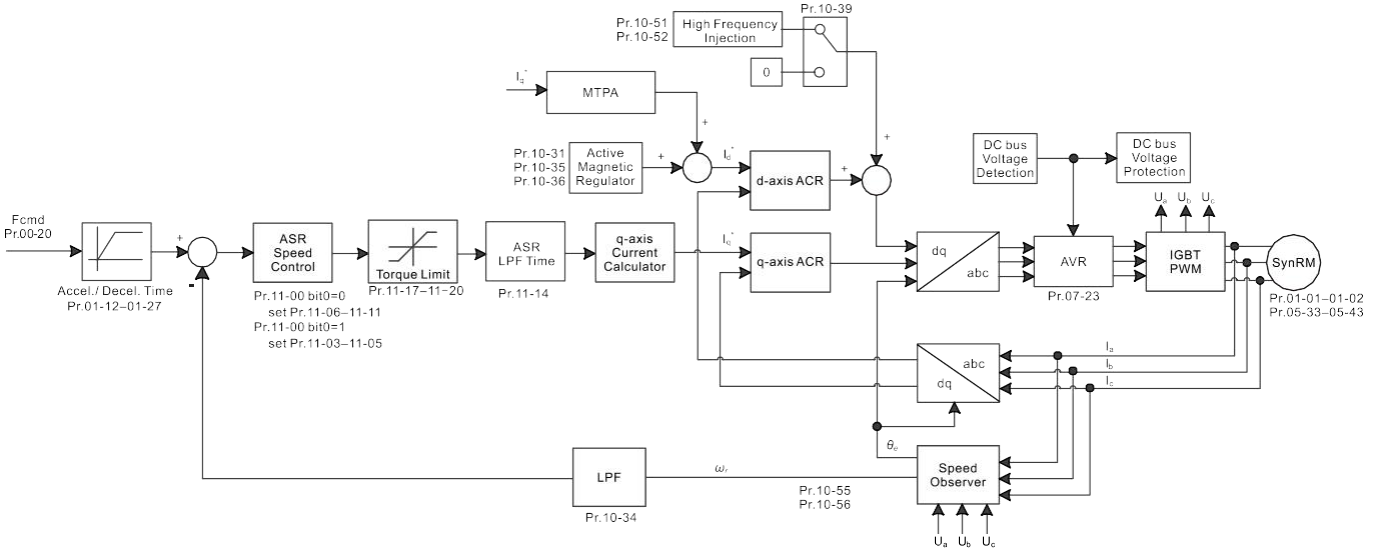 Pr.10-51
Pr.10-52
High Frequency
Injection
Pr.10-39
0
Iq*
MTPA
+
+
Pr.10-31
Pr.10-35
Pr.10-36
Active
Magnetic
Regulator
+
Id*
d-axis ACR
+
DC bus
Voltage
Detection
DC bus
Voltage
Protection
Ua
Ub
Uc
Fcmd
Pr.00-20
Accel./ Decel. Time
Pr.01-12–01-27
+
-
ASR
Speed
Control
Pr.11-00 bit0=0
set Pr.11-06–11-11
Pr.11-00 bit0=1
set Pr.11-03–11-05
Torque Limit
Pr.11-17–11-20
ASR
LPF Time
Pr.11-14
q-axis
Current
Calculator
Iq*
q-axis ACR
dq
abc
AVR
Pr.07-23
IGBT
PWM
SynRM
Pr.01-01–01-02
Pr.05-33–05-43
abc
dq
Ia
Ib
Ic
θe
Speed
Observer
ωr
Pr.10-55
Pr.10-56
LPF
Pr.10-34
Ua
Ub
Uc